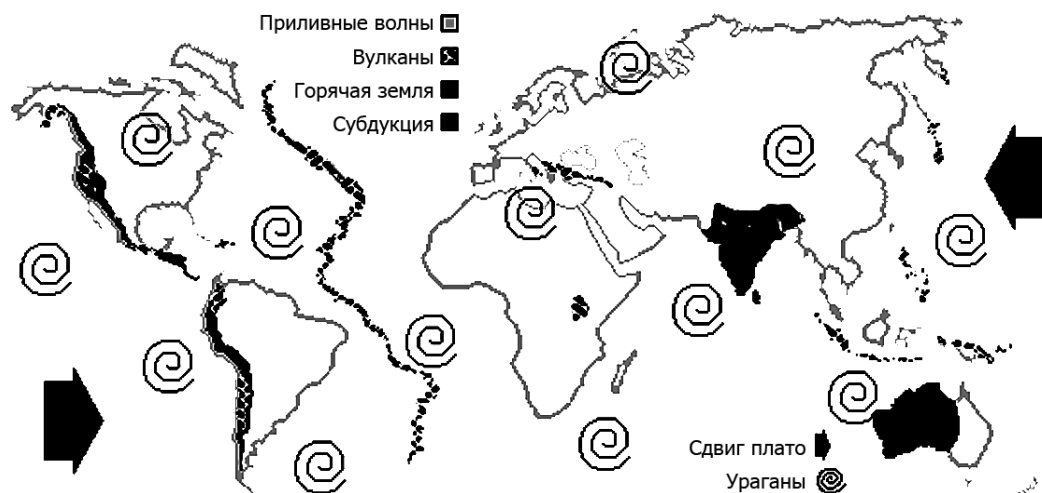 Приливные волны
Вулканы
Горячая земля
Субдукция
Сдвиг плато
Ураганы